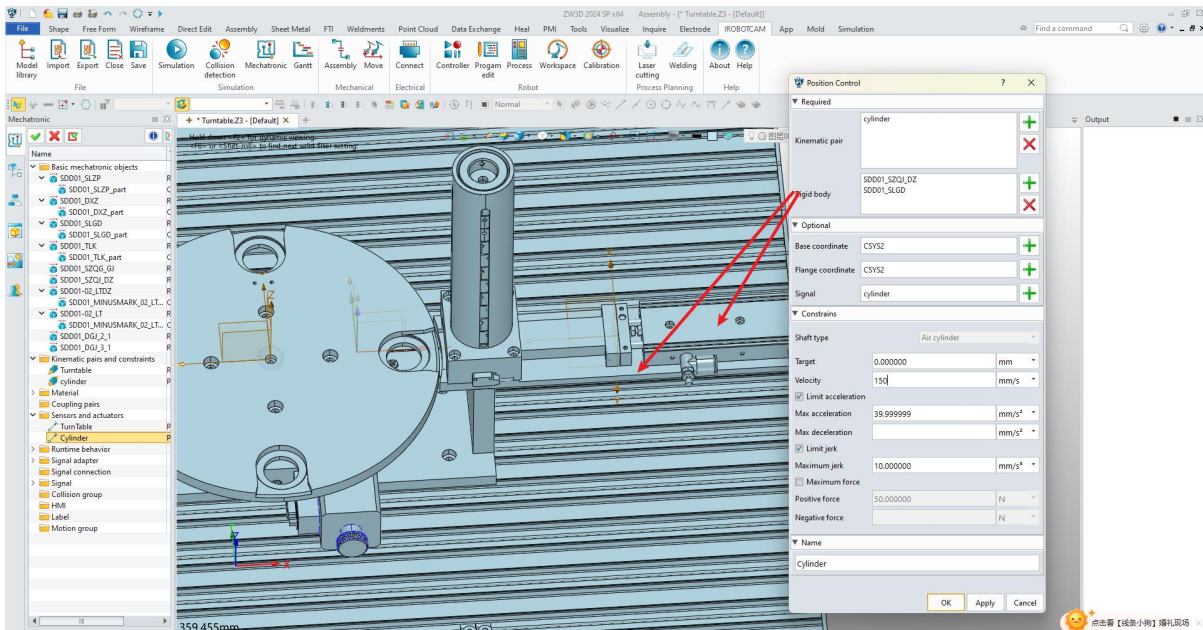 ZW3D 2024 SP x64 Assembly - [* Turntable.Z3 - [Default]]
File Shape Free Form Wireframe Direct Edit Assembly Sheet Metal FTI Weldments Point Cloud Data Exchange Heal PMI Tools Visualize Inquire Electrode IROBOTCAM App Mold Simulation Find a command
Model library Import Export Close Save Simulation Collision detection Mechatronic Gantt Assembly Move Connect Controller Progam edit Process Workspace Calibration Laser cutting Welding About Help
File Simulation Mechanical Electrical Robot Process Planning Help
Normal
Mechatronic
* Turntable.Z3 - [Default]
Output
Hold down <F2> for dynamic viewing.
<F6> or <Shift-roll> to find next valid filter setting.
图层0
Name
Basic mechatronic objects
SDD01_SLZP R
SDD01_SLZP_part C
SDD01_DXZ R
SDD01_DXZ_part C
SDD01_SLGD R
SDD01_SLGD_part C
SDD01_TLK R
SDD01_TLK_part C
SDD01_SZQG_GJ R
SDD01_SZQJ_DZ R
SDD01-02_LTDZ R
SDD01_MINUSMARK_02_LT... C
SDD01-02_LT R
SDD01_MINUSMARK_02_LT... C
SDD01_DGJ_2_1 R
SDD01_DGJ_3_1 R
Kinematic pairs and constraints
Turntable R
cylinder P
Material
Coupling pairs
Sensors and actuators
TurnTable P
Cylinder P
Runtime behavior
Signal adapter
Signal connection
Signal
Collision group
HMI
Label
Motion group
Z
Z
Y
Z
X
359.455mm
Position Control ?
Required
Kinematic pair cylinder
Rigid body SDD01_SZQJ_DZ
SDD01_SLGD
Optional
Base coordinate CSYS2
Flange coordinate CSYS2
Signal cylinder
Constrains
Shaft type Air cylinder
Target 0.000000 mm
Velocity 150 mm/s
Limit acceleration
Max acceleration 39.999999 mm/s²
Max deceleration mm/s²
Limit jerk
Maximum jerk 10.000000 mm/s³
Maximum force
Positive force 50.000000 N
Negative force N
Name
Cylinder
OK Apply Cancel
点击看【线条小狗】婚礼现场